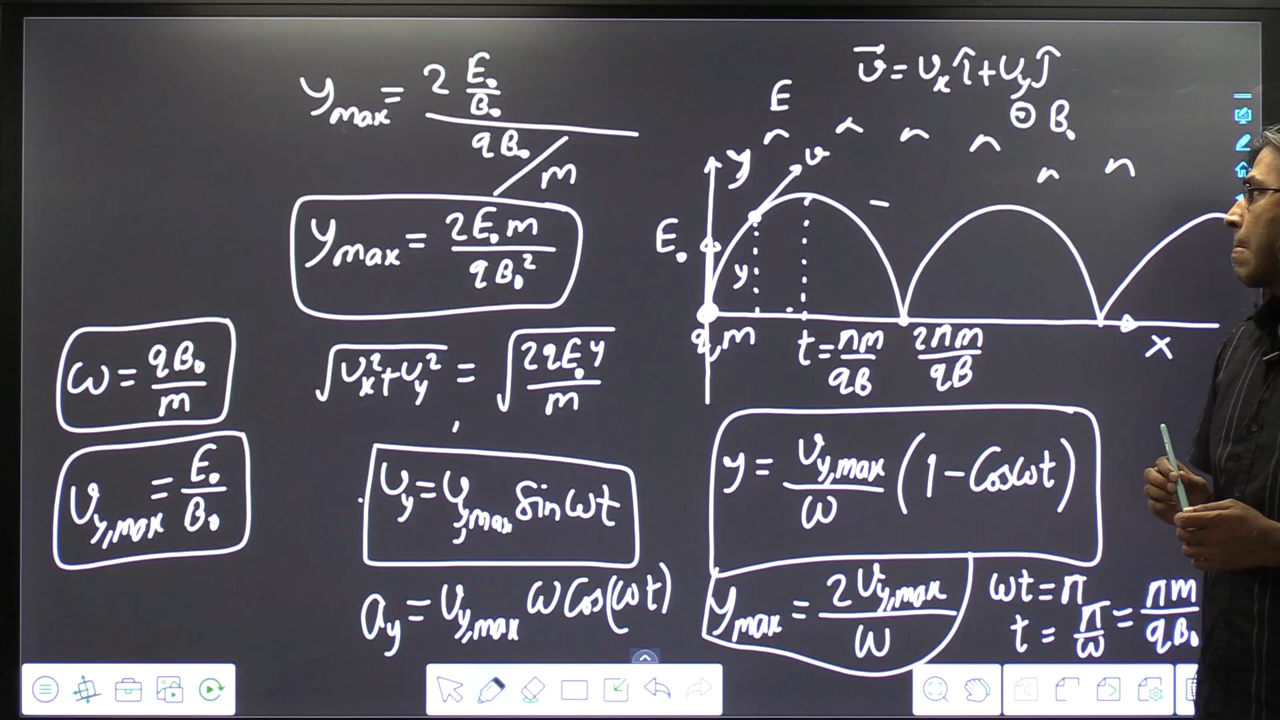 y_max = 2 E₀/B₀ / qB₀/m
y_max = 2E₀m / qB₀²
ω = qB₀ / m
v_y,max = E₀ / B₀
√(v_x² + v_y²) = √(2qE₀y / m)
v_y = v_y,max sin ωt
a_y = v_y,max ω cos(ωt)
v⃗ = v_x î + v_y ĵ
E
⊙ B₀
y
v
E₀
y
q,m
t = πm/qB
2πm/qB
x
y = v_y,max / ω (1 - Cosωt)
y_max = 2v_y,max / ω
ωt = π
t = π/ω = πm/qB₀